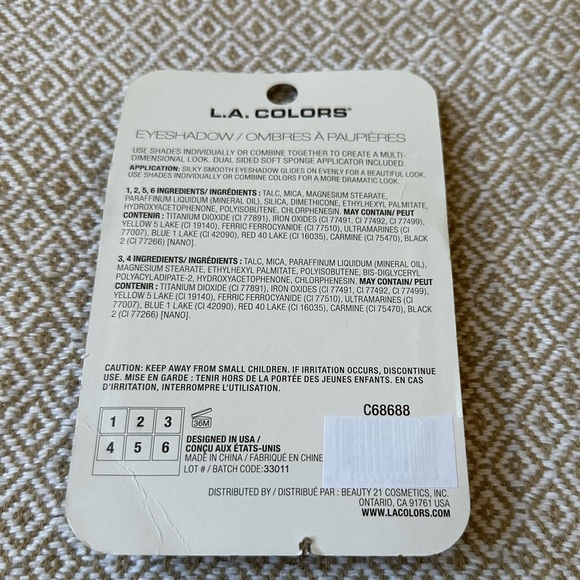 L.A. COLORS®
EYESHADOW / OMBRES À PAUPIÈRES
USE SHADES INDIVIDUALLY OR COMBINE TOGETHER TO CREATE A MULTI-
DIMENSIONAL LOOK. DUAL SIDED SOFT SPONGE APPLICATOR INCLUDED.
APPLICATION: SILKY SMOOTH EYESHADOW GLIDES ON EVENLY FOR A BEAUTIFUL LOOK.
USE SHADES INDIVIDUALLY OR COMBINE COLORS FOR A MORE DRAMATIC LOOK.
1, 2, 5, 6 INGREDIENTS/ INGRÉDIENTS : TALC, MICA, MAGNESIUM STEARATE,
PARAFFINUM LIQUIDUM (MINERAL OIL), SILICA, DIMETHICONE, ETHYLHEXYL PALMITATE,
HYDROXYACETOPHENONE, POLYISOBUTENE, CHLORPHENESIN. MAY CONTAIN/ PEUT
CONTENIR : TITANIUM DIOXIDE (CI 77891), IRON OXIDES (CI 77491, CI 77492, CI 77499),
YELLOW 5 LAKE (CI 19140), FERRIC FERROCYANIDE (CI 77510), ULTRAMARINES (CI
77007), BLUE 1 LAKE (CI 42090), RED 40 LAKE (CI 16035), CARMINE (CI 75470), BLACK
2 (CI 77266) [NANO].
3, 4 INGREDIENTS/ INGRÉDIENTS : TALC, MICA, PARAFFINUM LIQUIDUM (MINERAL OIL),
MAGNESIUM STEARATE, ETHYLHEXYL PALMITATE, POLYISOBUTENE, BIS-DIGLYCERYL
POLYACYLADIPATE-2, HYDROXYACETOPHENONE, CHLORPHENESIN. MAY CONTAIN/ PEUT
CONTENIR : TITANIUM DIOXIDE (CI 77891), IRON OXIDES (CI 77491, CI 77492, CI 77499),
YELLOW 5 LAKE (CI 19140), FERRIC FERROCYANIDE (CI 77510), ULTRAMARINES (CI
77007), BLUE 1 LAKE (CI 42090), RED 40 LAKE (CI 16035), CARMINE (CI 75470), BLACK
2 (CI 77266) [NANO].
CAUTION: KEEP AWAY FROM SMALL CHILDREN. IF IRRITATION OCCURS, DISCONTINUE
USE. MISE EN GARDE : TENIR HORS DE LA PORTÉE DES JEUNES ENFANTS. EN CAS
D'IRRITATION, INTERROMPRE L'UTILISATION.
1 2 3
4 5 6
36M
C68688
DESIGNED IN USA /
CONÇU AUX ÉTATS-UNIS
MADE IN CHINA / FABRIQUÉ EN CHINE
LOT # / BATCH CODE:33011
DISTRIBUTED BY / DISTRIBUÉ PAR : BEAUTY 21 COSMETICS, INC.
ONTARIO, CA 91761 USA
WWW.LACOLORS.COM